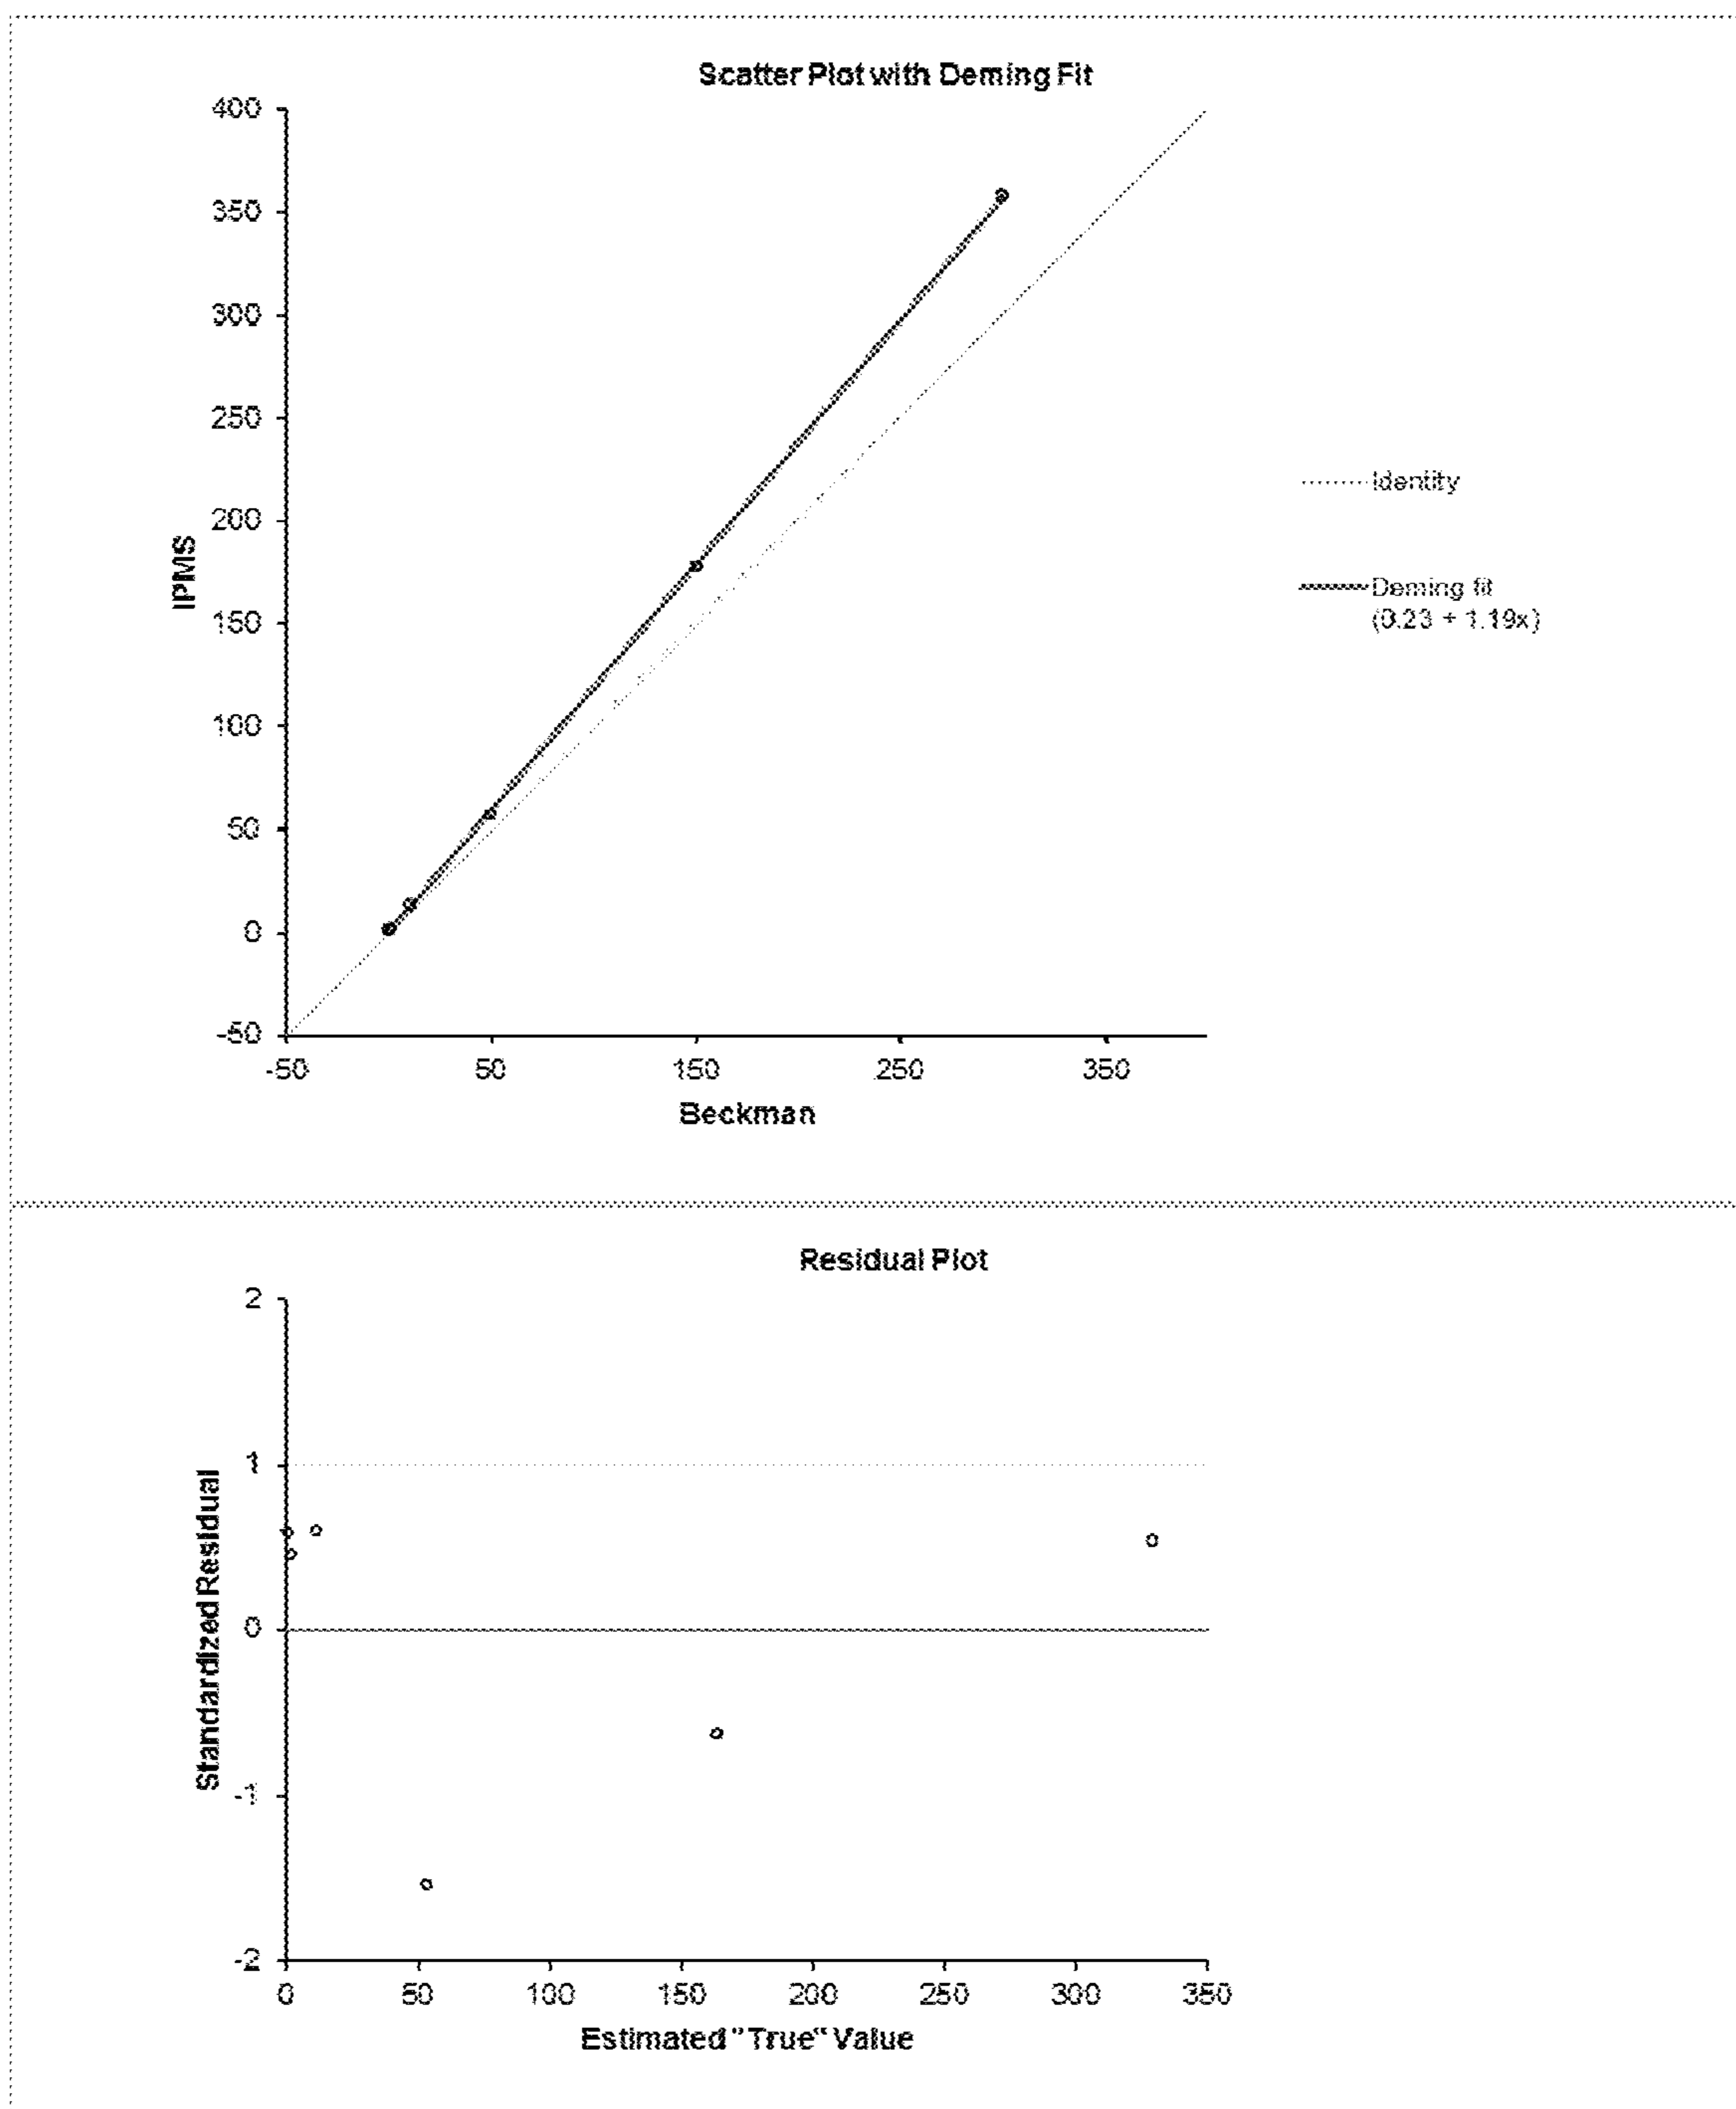 Scatter Plot with Deming Fit
400
350
300
250
200
150
100
50
0
-50
IPMS
-50 50 150 250 350
Beckman
Identity
Deming fit
(0.23 + 1.19x)
Residual Plot
2
1
0
-1
-2
Standardized Residual
0 50 100 150 200 250 300 350
Estimated "True" Value